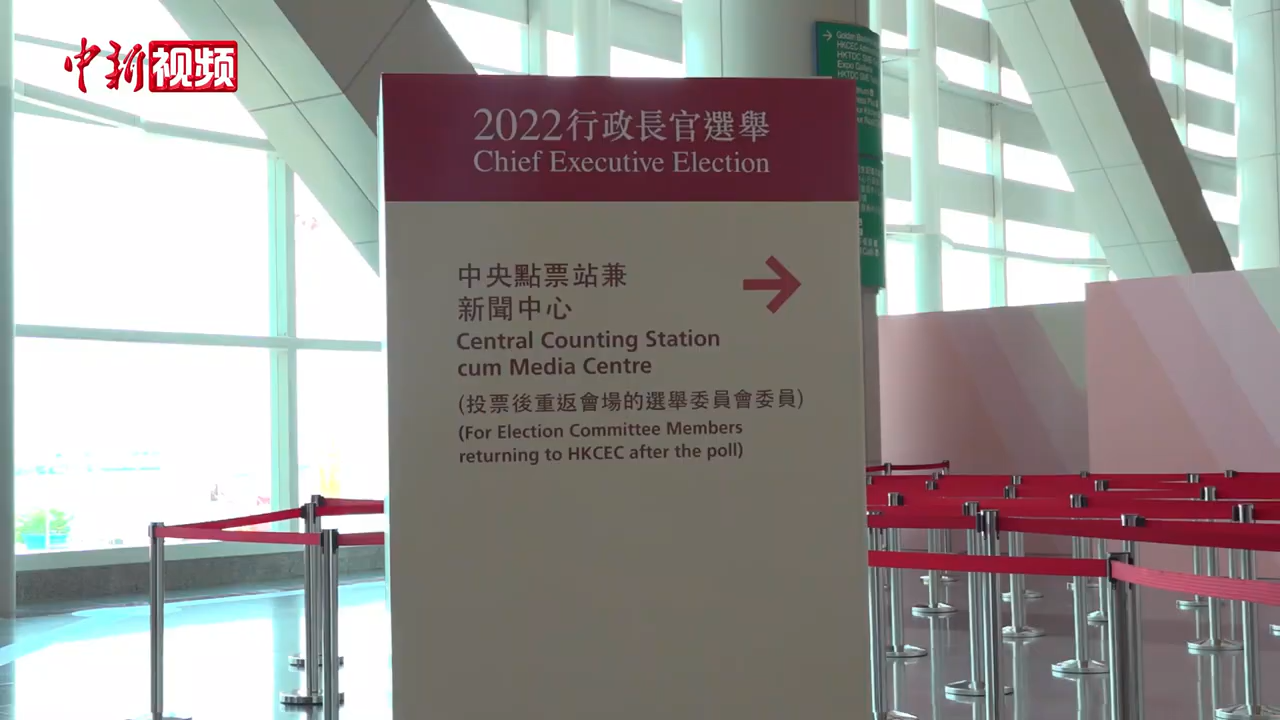 中新视频
2022行政長官選舉
Chief Executive Election
中央點票站兼
新聞中心
Central Counting Station
cum Media Centre
(投票後重返會場的選舉委員會委員)
(For Election Committee Members
returning to HKCEC after the poll)
Expo Galleria